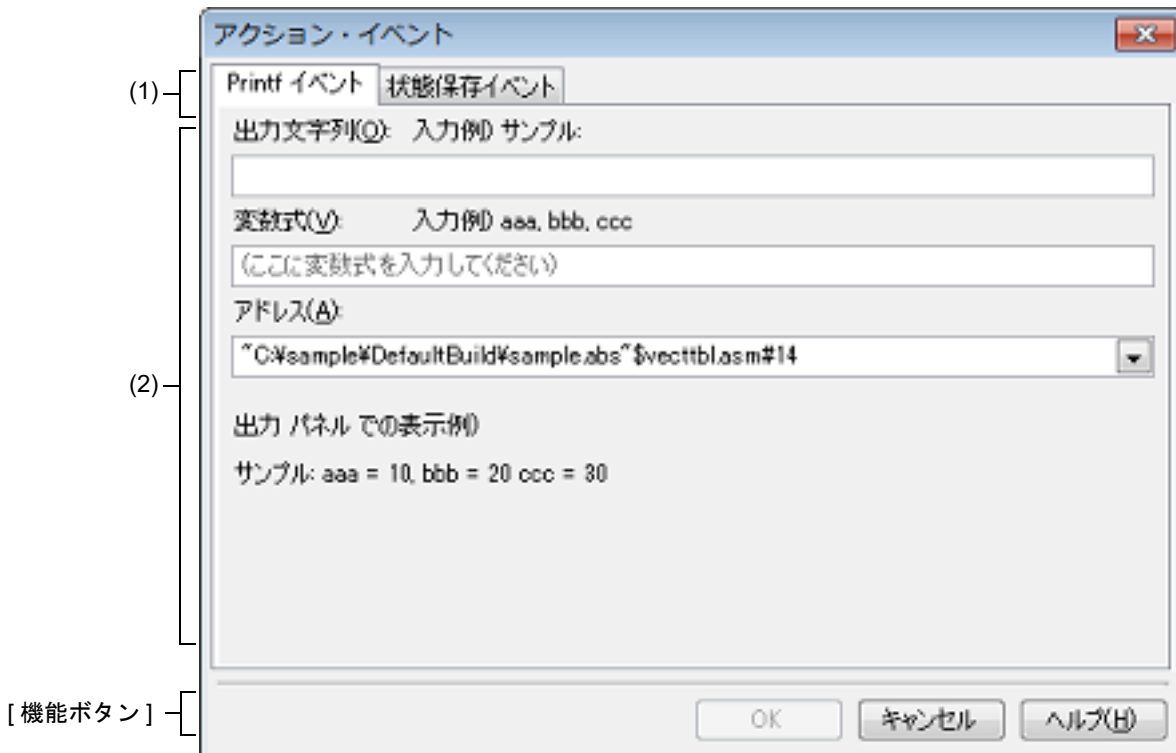 アクション・イベント
(1)
Printf イベント 状態保存イベント
出力文字列(O): 入力例) サンプル:
変数式(V): 入力例) aaa, bbb, ccc
(ここに変数式を入力してください)
アドレス(A):
"C:¥sample¥DefaultBuild¥sample.abs"$vecttbl.asm#14
(2)
出力 パネル での表示例)
サンプル: aaa = 10, bbb = 20 ccc = 30
[ 機能ボタン ]
OK キャンセル ヘルプ(H)